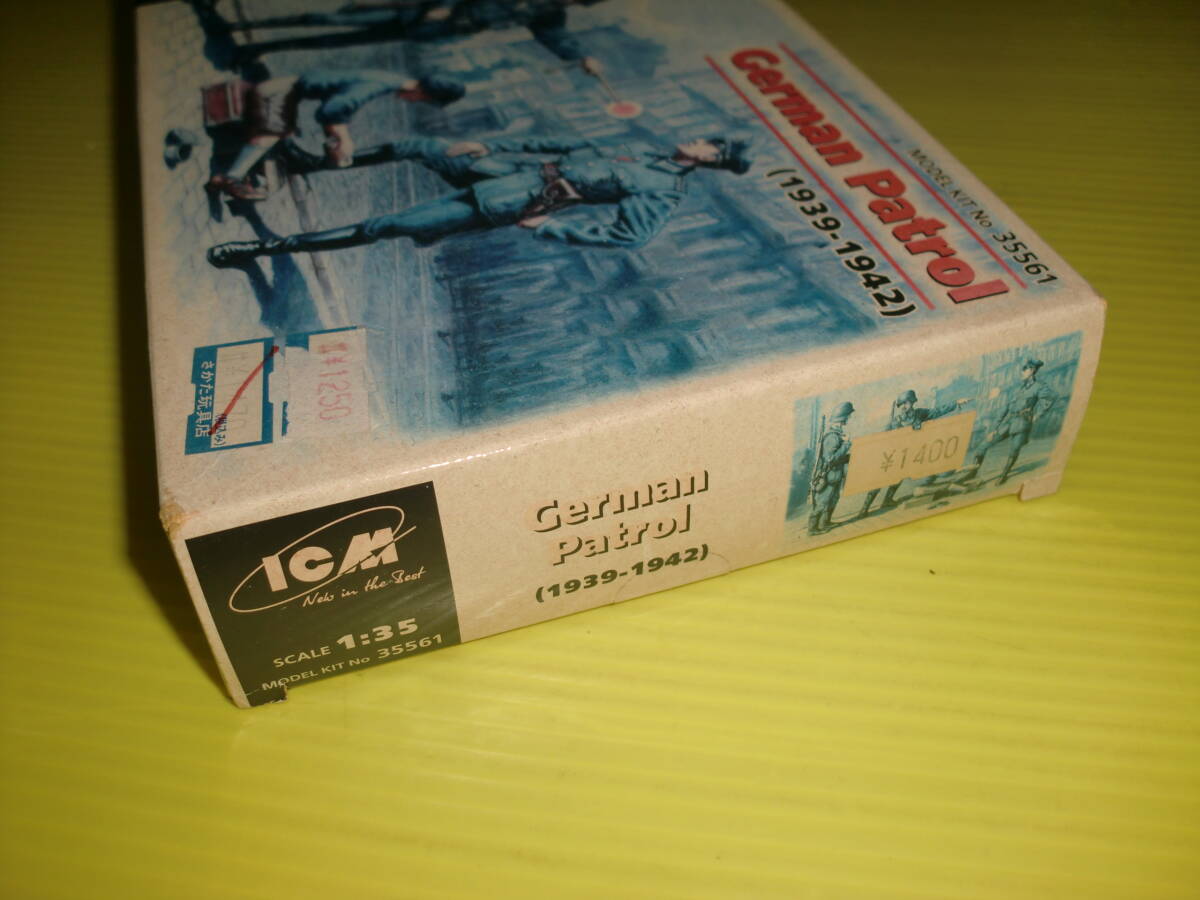 MODEL KIT No 35561
German Patrol
(1939-1942)
¥1250
さかた玩具店
ICM
New in the Best
SCALE 1:35
MODEL KIT No 35561
German
Patrol
(1939-1942)
¥1400